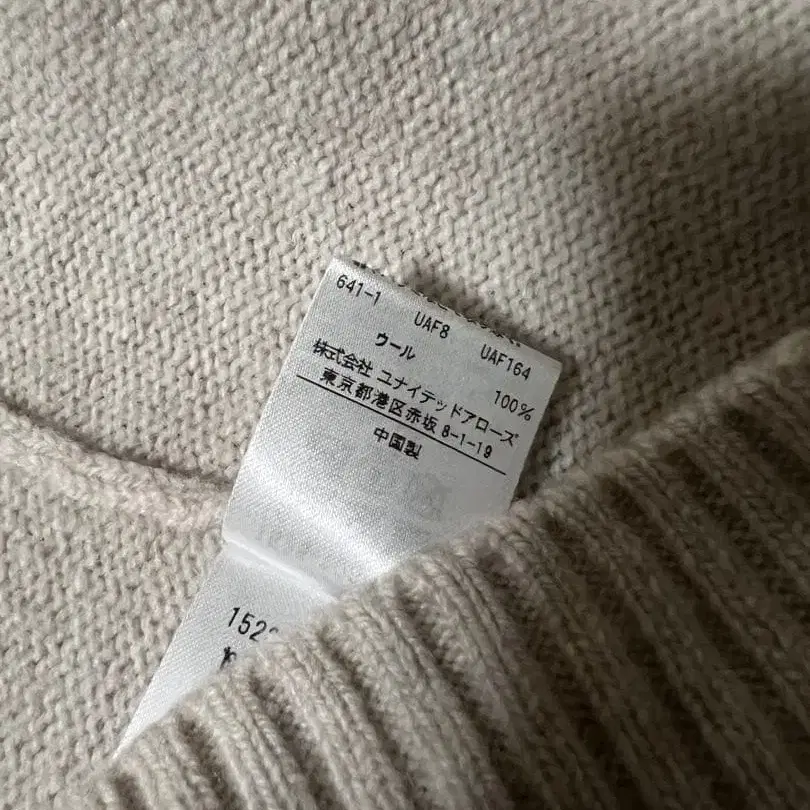 641-1 UAF8 UAF164
ウール 100%
株式会社 ユナイテッドアローズ
東京都港区赤坂 8-1-19
中国製
152